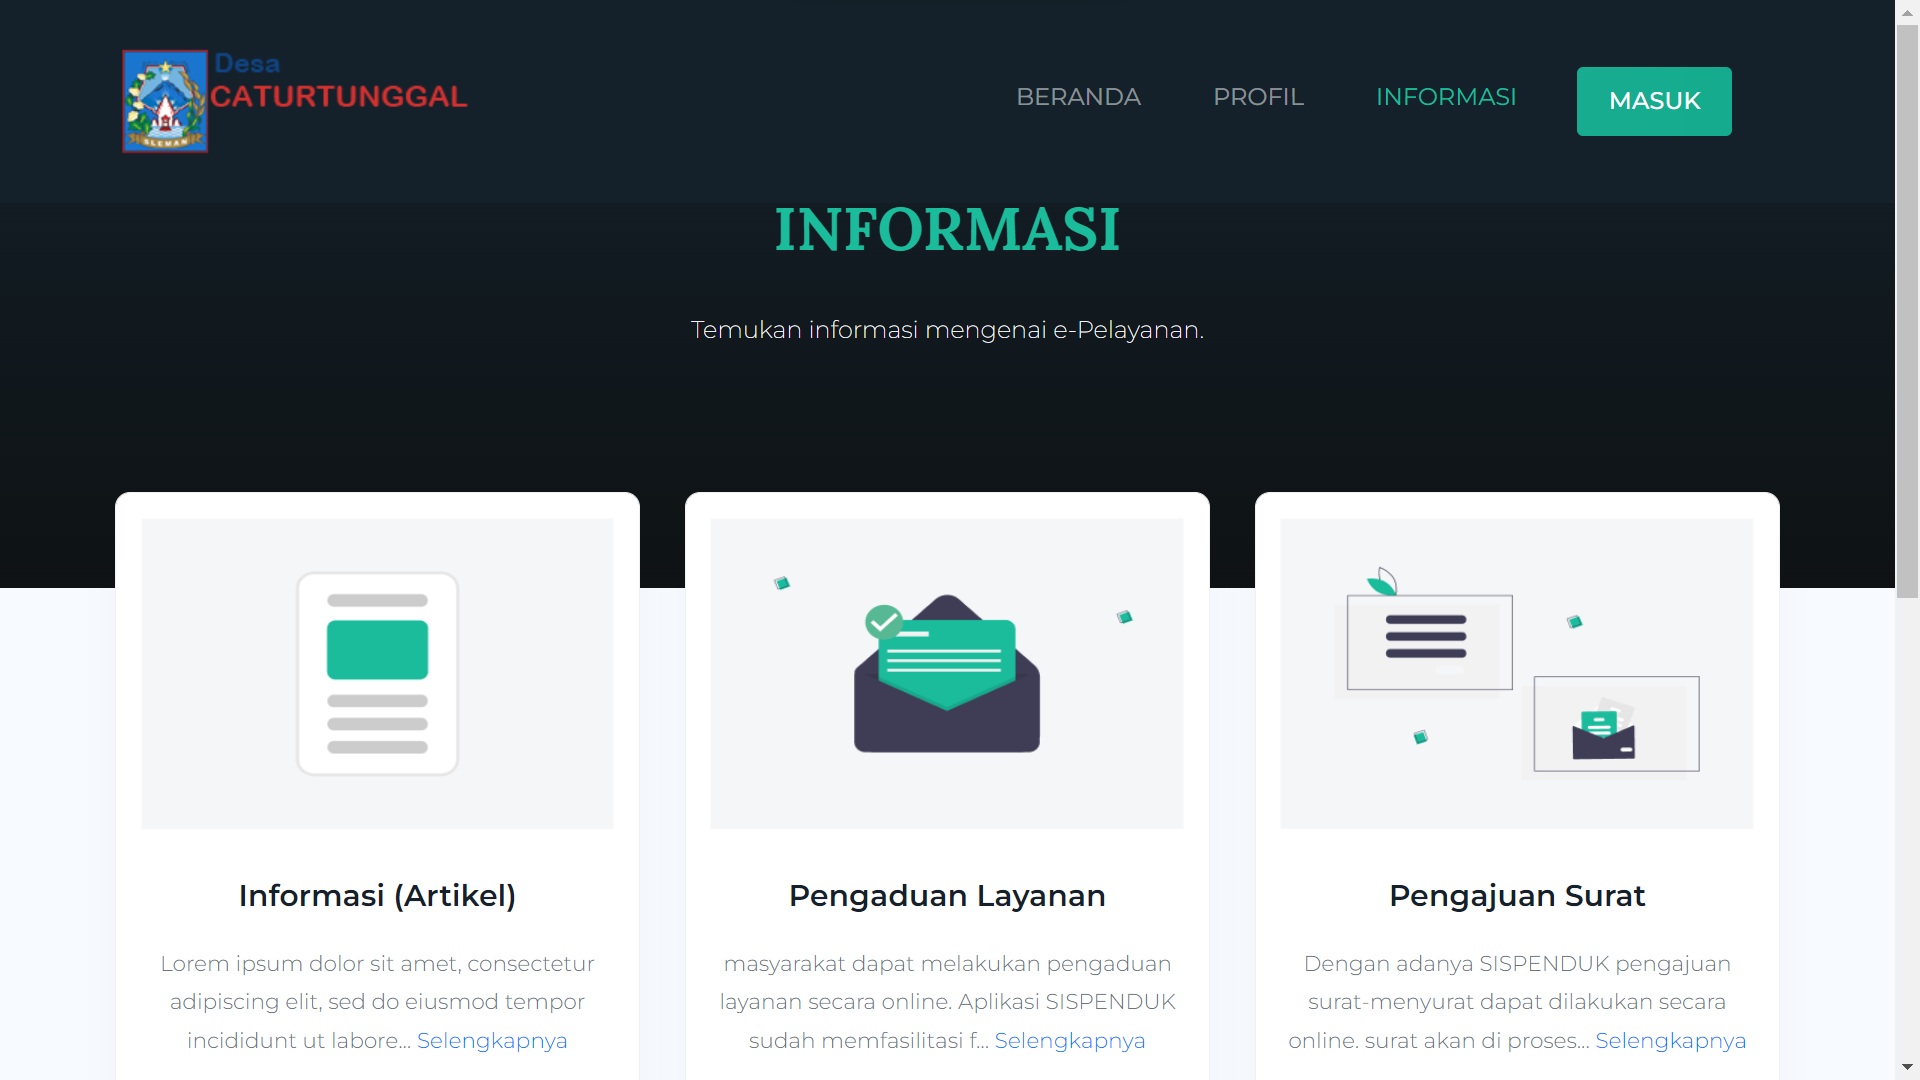 Desa
CATURTUNGGAL
SLEMAN
BERANDA
PROFIL
INFORMASI
MASUK
INFORMASI
Temukan informasi mengenai e-Pelayanan.
Informasi (Artikel)
Lorem ipsum dolor sit amet, consectetur
adipiscing elit, sed do eiusmod tempor
incididunt ut labore... Selengkapnya
Pengaduan Layanan
masyarakat dapat melakukan pengaduan
layanan secara online. Aplikasi SISPENDUK
sudah memfasilitasi f... Selengkapnya
Pengajuan Surat
Dengan adanya SISPENDUK pengajuan
surat-menyurat dapat dilakukan secara
online. surat akan di proses... Selengkapnya